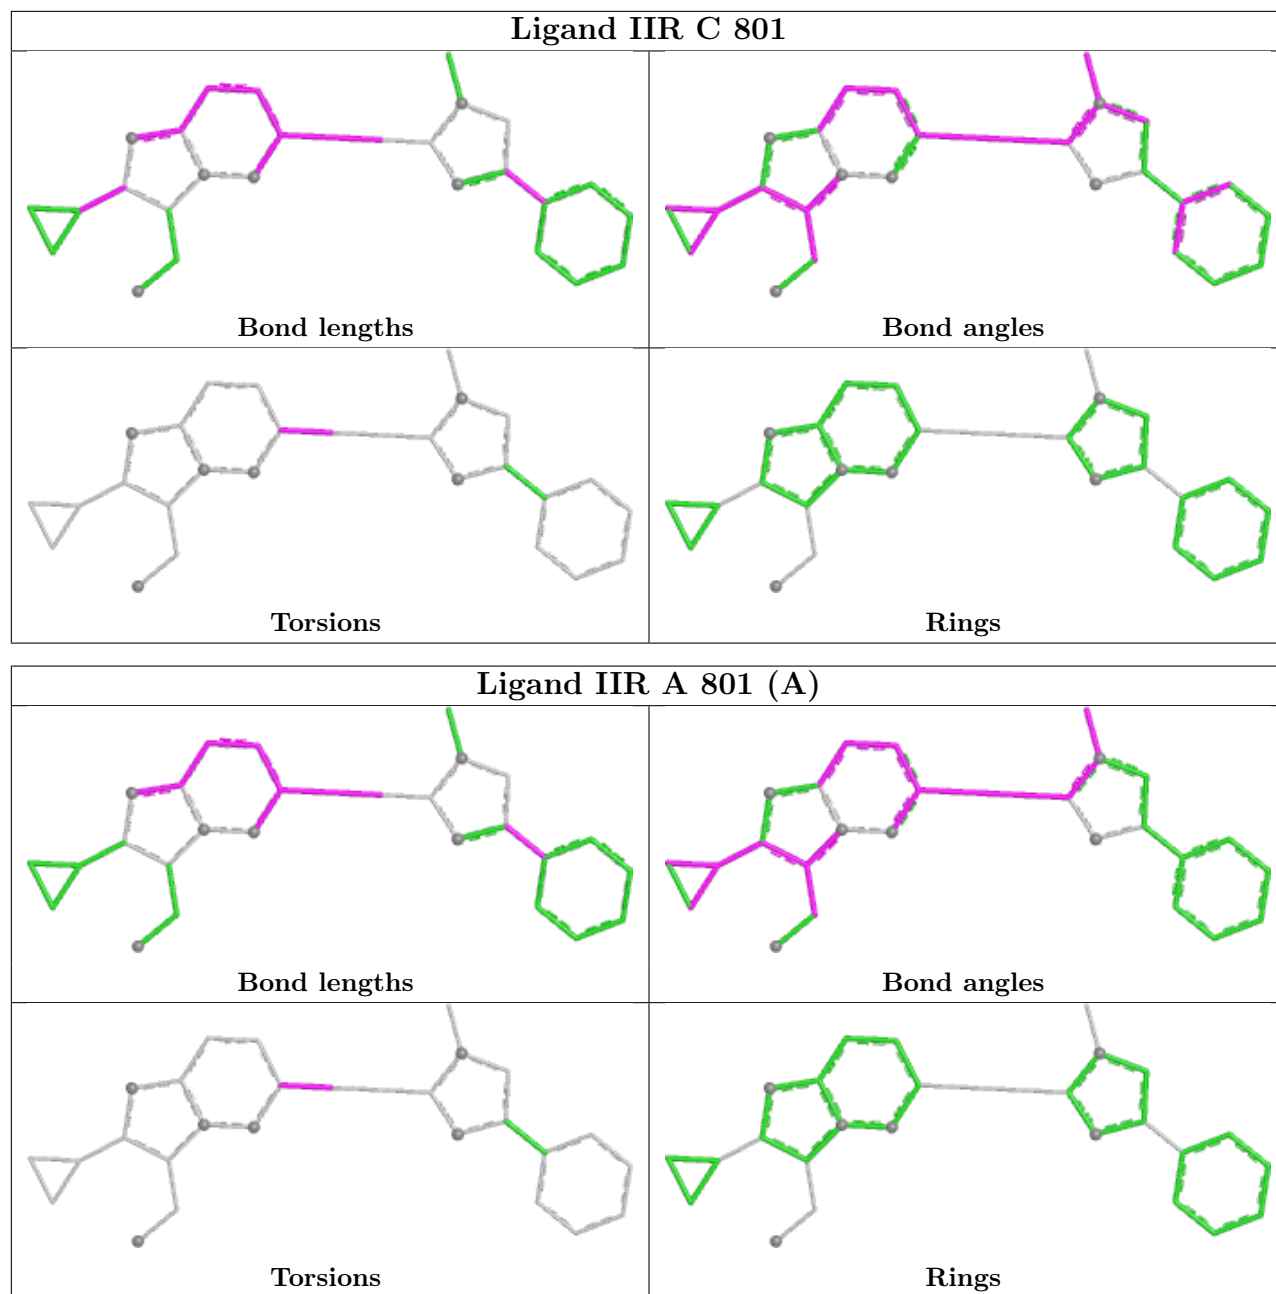 Ligand IIR C 801
Bond lengths
Bond angles
Torsions
Rings
Ligand IIR A 801 (A)
Bond lengths
Bond angles
Torsions
Rings